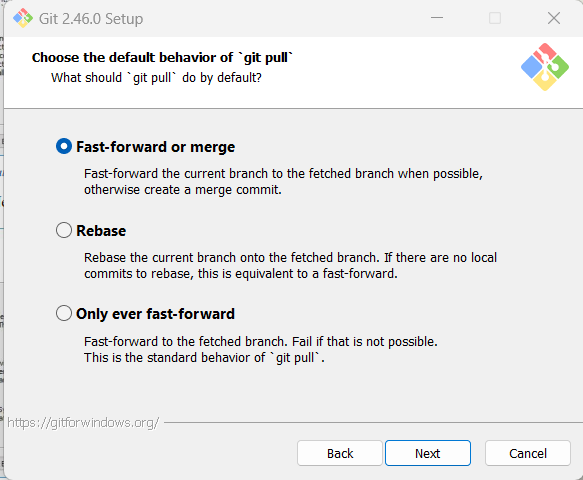 Git 2.46.0 Setup
Choose the default behavior of `git pull`
What should `git pull` do by default?
Fast-forward or merge
Fast-forward the current branch to the fetched branch when possible,
otherwise create a merge commit.
Rebase
Rebase the current branch onto the fetched branch. If there are no local
commits to rebase, this is equivalent to a fast-forward.
Only ever fast-forward
Fast-forward to the fetched branch. Fail if that is not possible.
This is the standard behavior of `git pull`.
https://gitforwindows.org/
Back
Next
Cancel